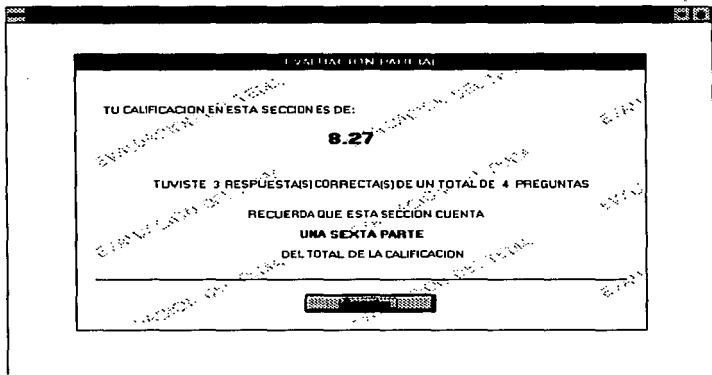 EVALUACION PARCIAL
TU CALIFICACION EN ESTA SECCION ES DE:
8.27
TUVISTE 3 RESPUESTA(S) CORRECTA(S) DE UN TOTAL DE 4 PREGUNTAS
RECUERDA QUE ESTA SECCION CUENTA
UNA SEXTA PARTE
DEL TOTAL DE LA CALIFICACION